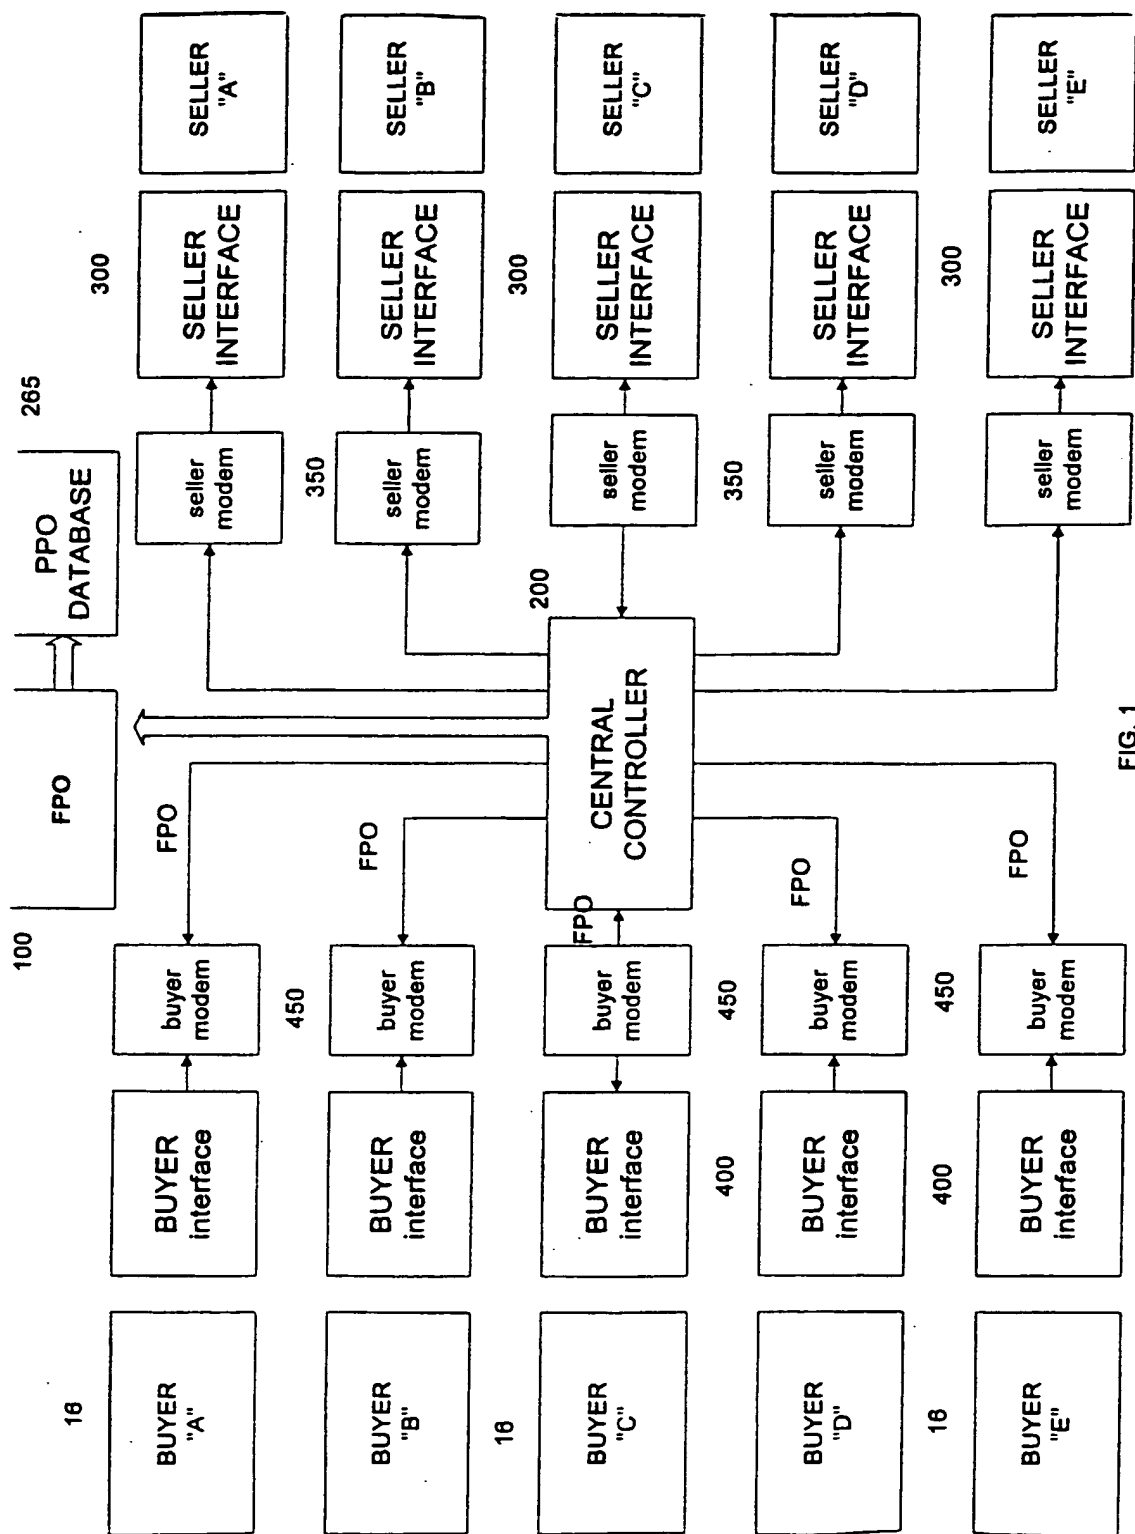 100
265
FPO
PPO
DATABASE
16
300
BUYER
"A"
BUYER
interface
buyer
modem
FPO
seller
modem
SELLER
INTERFACE
SELLER
"A"
450
350
BUYER
"B"
BUYER
interface
buyer
modem
FPO
seller
modem
SELLER
INTERFACE
SELLER
"B"
16
200
300
BUYER
"C"
BUYER
interface
buyer
modem
FPO
CENTRAL
CONTROLLER
seller
modem
SELLER
INTERFACE
SELLER
"C"
400
450
350
BUYER
"D"
BUYER
interface
buyer
modem
FPO
seller
modem
SELLER
INTERFACE
SELLER
"D"
16
400
450
300
BUYER
"E"
BUYER
interface
buyer
modem
FPO
seller
modem
SELLER
INTERFACE
SELLER
"E"
FIG. 1